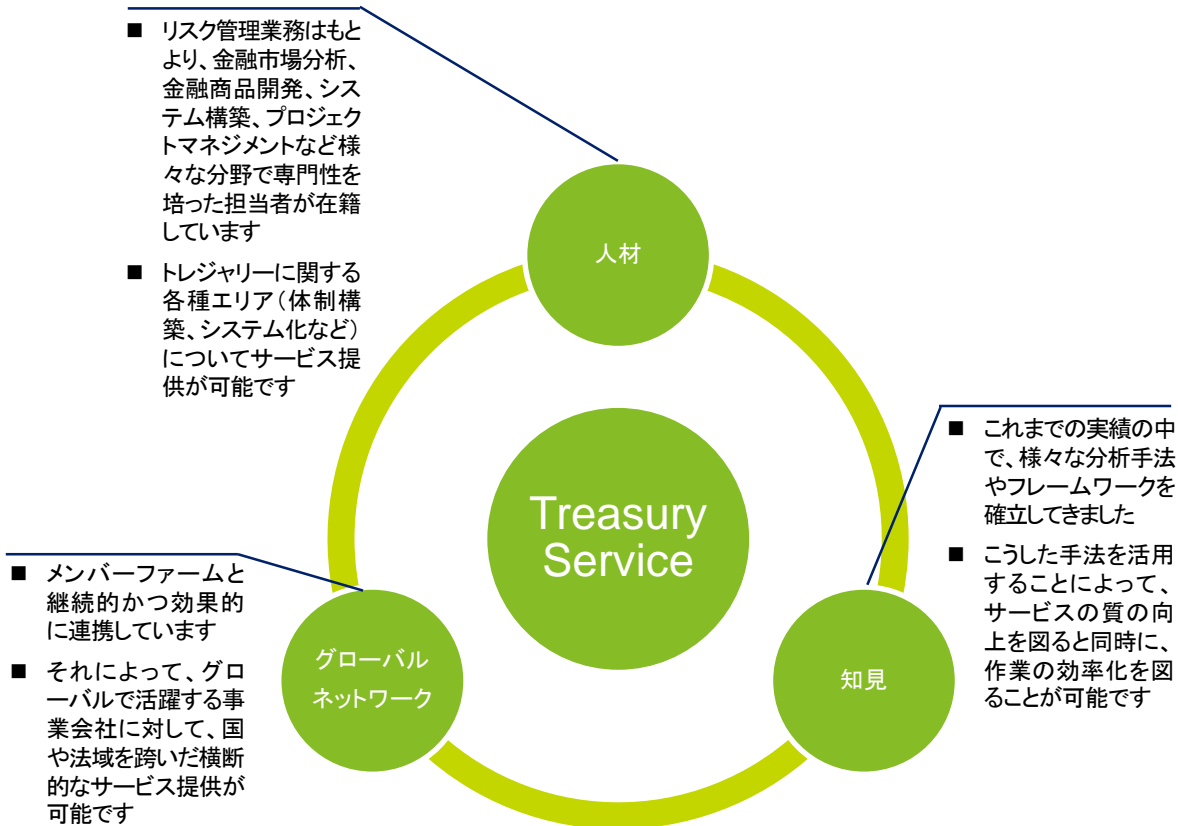 ■ リスク管理業務はもと
より、金融市場分析、
金融商品開発、シス
テム構築、プロジェク
トマネジメントなど様
々な分野で専門性を
培った担当者が在籍
しています
■ トレジャリーに関する
各種エリア（体制構
築、システム化など）
についてサービス提
供が可能です
人材
Treasury
Service
■ これまでの実績の中
で、様々な分析手法
やフレームワークを
確立してきました
■ こうした手法を活用
することによって、
サービスの質の向
上を図ると同時に、
作業の効率化を図
ることが可能です
知見
■ メンバーファームと
継続的かつ効果的
に連携しています
■ それによって、グロ
ーバルで活躍する事
業会社に対して、国
や法域を跨いだ横断
的なサービス提供が
可能です
グローバル
ネットワーク